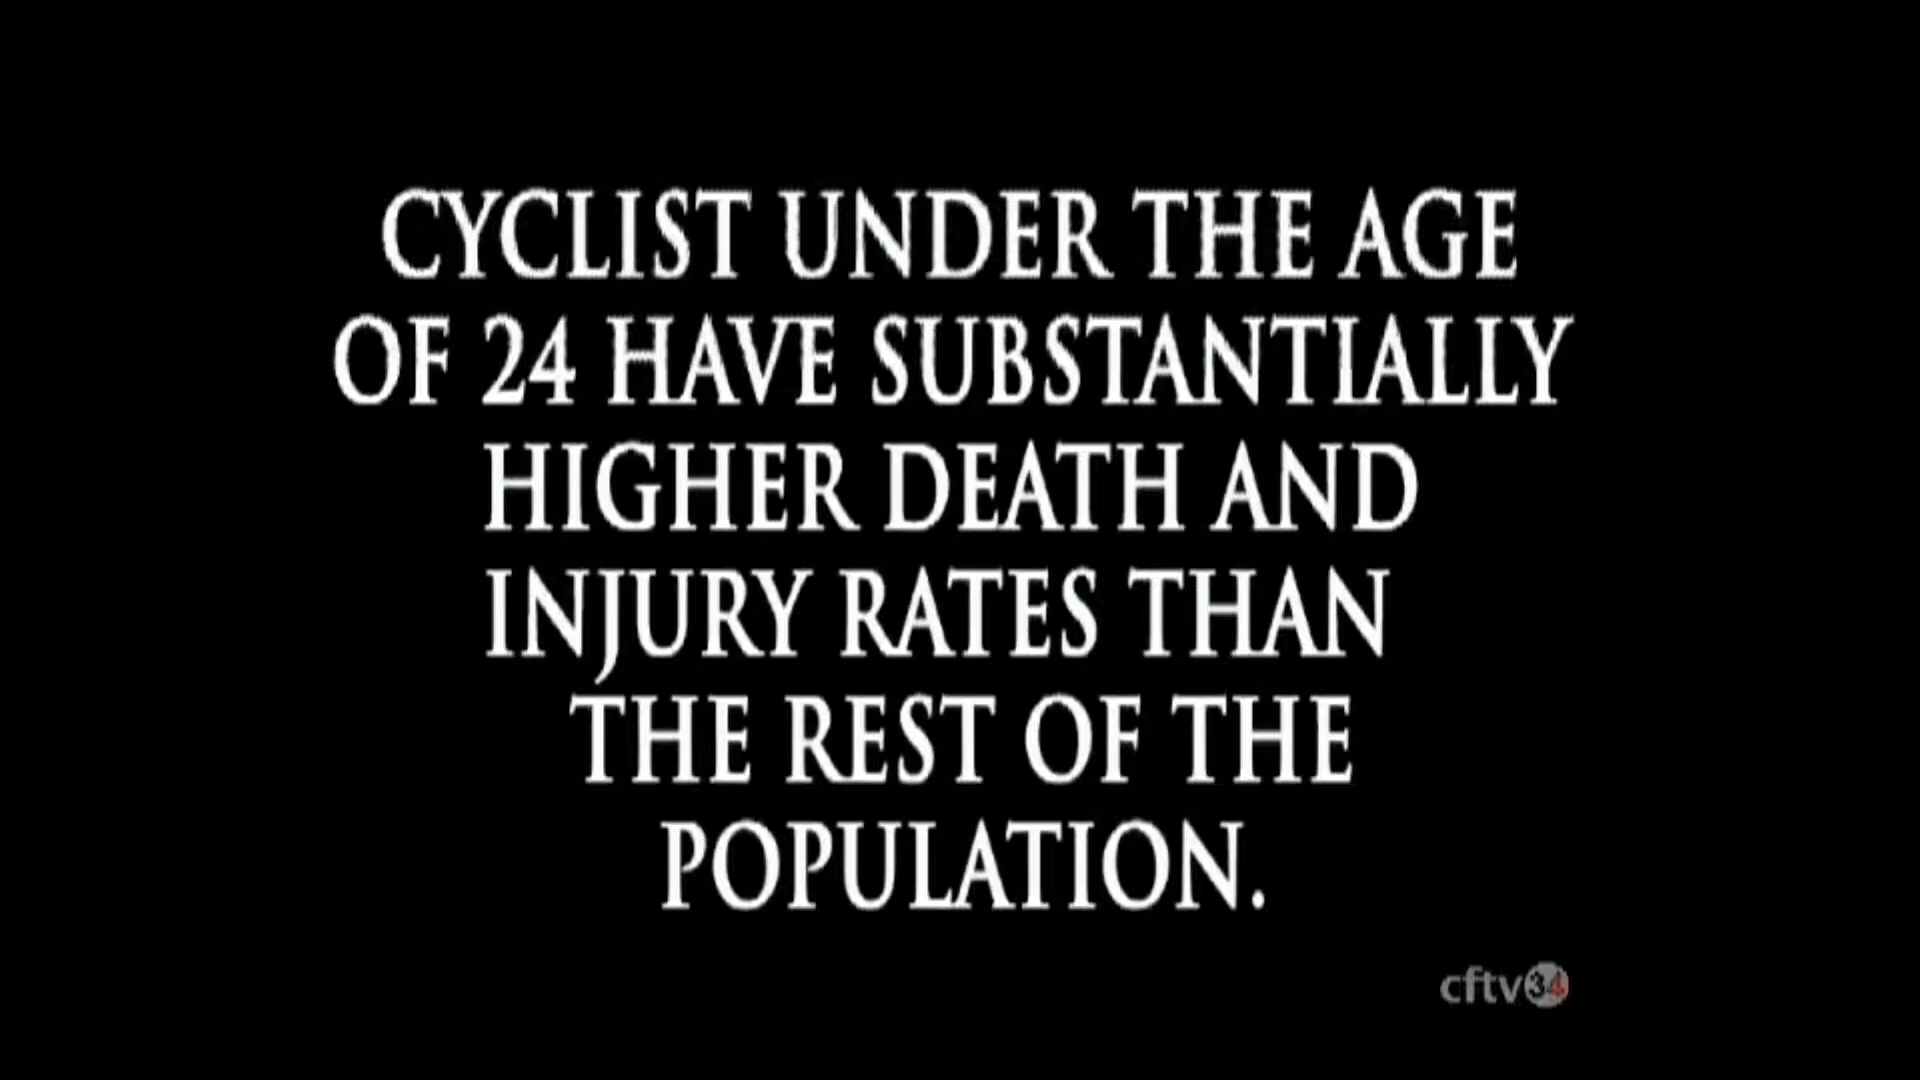 CYCLIST UNDER THE AGE
OF 24 HAVE SUBSTANTIALLY
HIGHER DEATH AND
INJURY RATES THAN
THE REST OF THE
POPULATION.
cftv34